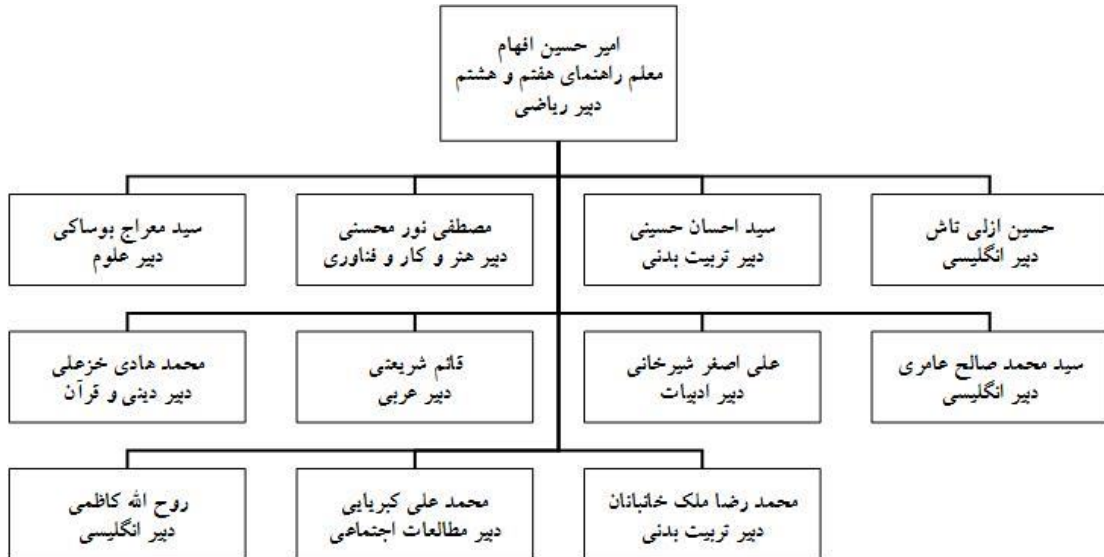 امیر حسین افهام
معلم راهنمای هفتم و هشتم
دبیر ریاضی
حسین ازلی تاش
دبیر انگلیسی
سید احسان حسینی
دبیر تربیت بدنی
مصطفی نور محسنی
دبیر هنر و کار و فناوری
سید معراج بوساکی
دبیر علوم
سید محمد صالح عامری
دبیر انگلیسی
علی اصغر شیرخانی
دبیر ادبیات
قائم شریعتی
دبیر عربی
محمد هادی خزعلی
دبیر دینی و قرآن
محمد رضا ملک خانبانان
دبیر تربیت بدنی
محمد علی کبریایی
دبیر مطالعات اجتماعی
روح الله کاظمی
دبیر انگلیسی